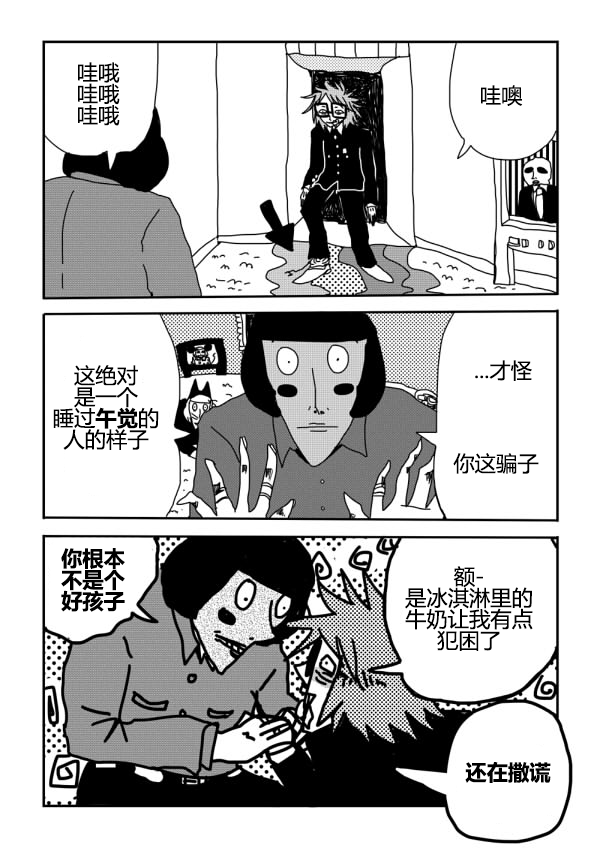 哇哦
哇哦
哇哦
哇噢
这绝对
是一个
睡过午觉的
人的样子
...才怪
你这骗子
你根本
不是个
好孩子
额-
是冰淇淋里的
牛奶让我有点
犯困了
还在撒谎